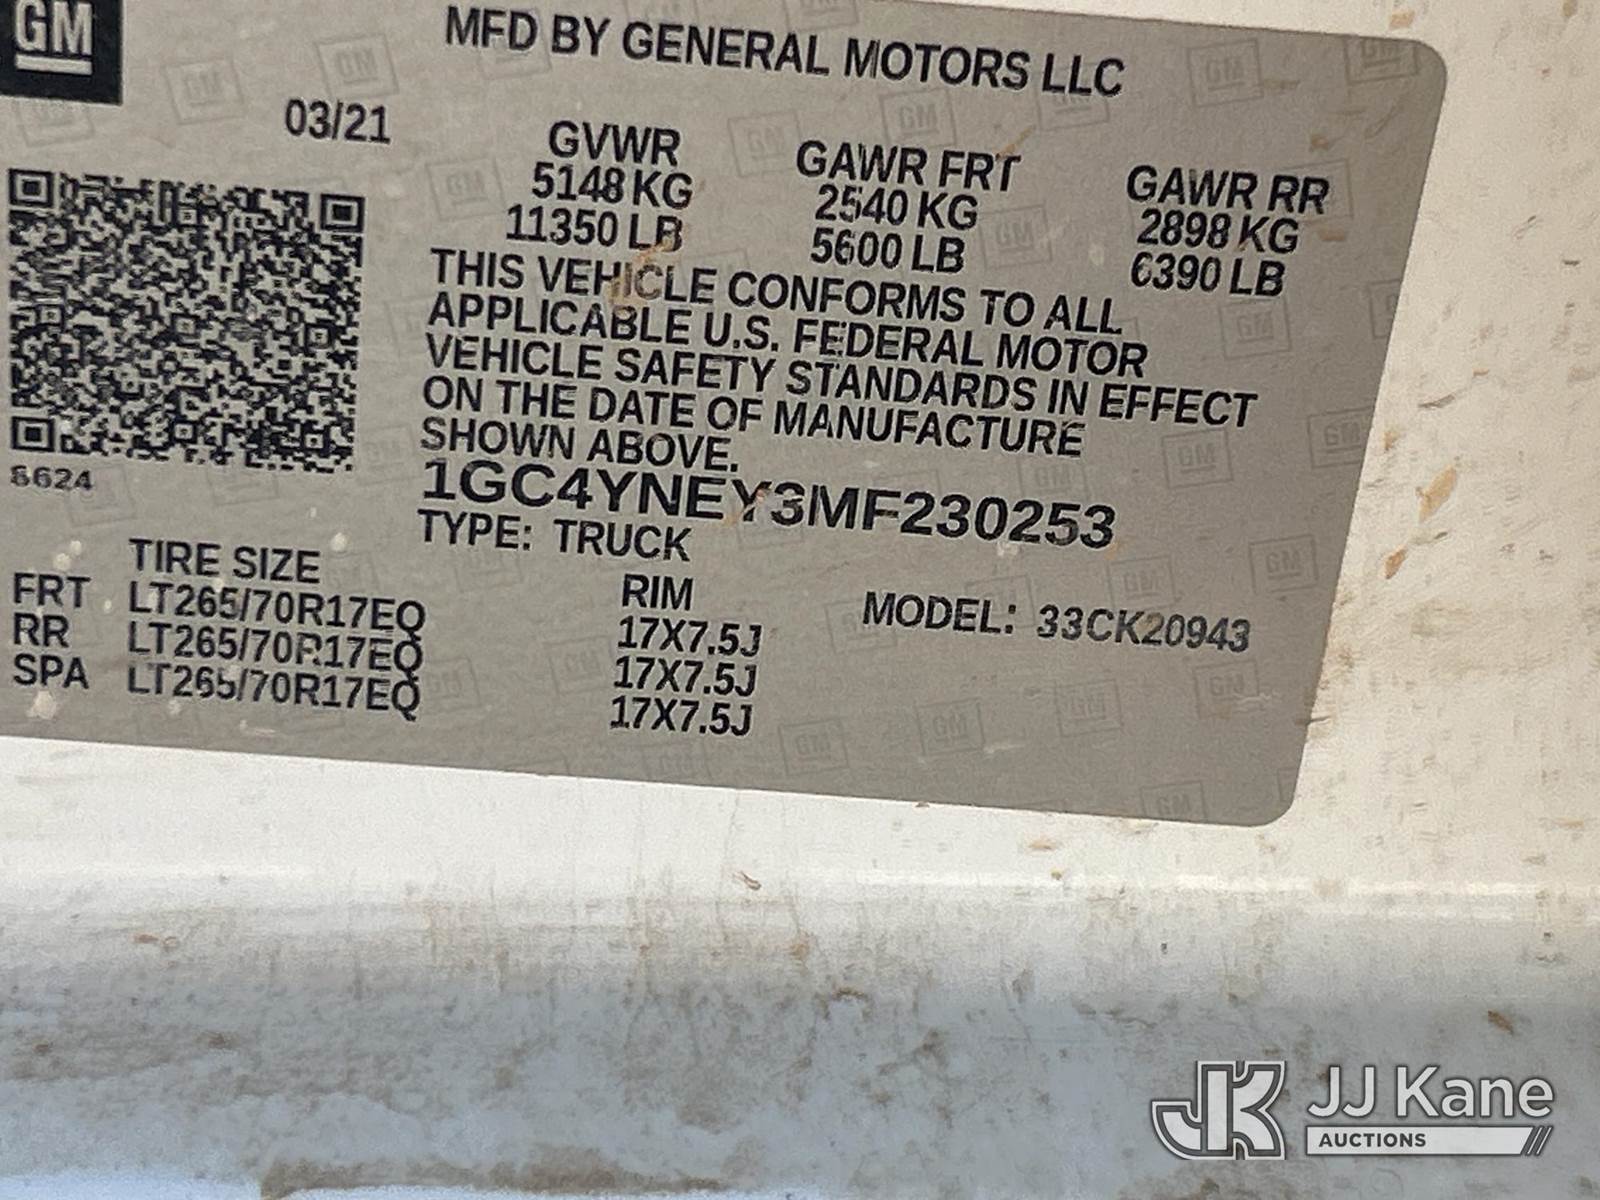 GM
MFD BY GENERAL MOTORS LLC
03/21
GVWR GAWR FRT GAWR RR
5148 KG 2540 KG 2898 KG
11350 LB 5600 LB 6390 LB
THIS VEHICLE CONFORMS TO ALL
APPLICABLE U.S. FEDERAL MOTOR
VEHICLE SAFETY STANDARDS IN EFFECT
ON THE DATE OF MANUFACTURE
SHOWN ABOVE.
6624
1GC4YNEY3MF230253
TYPE: TRUCK
TIRE SIZE RIM MODEL: 33CK20943
FRT LT265/70R17EQ 17X7.5J
RR LT265/70R17EQ 17X7.5J
SPA LT265/70R17EQ 17X7.5J
JK JJ Kane
AUCTIONS